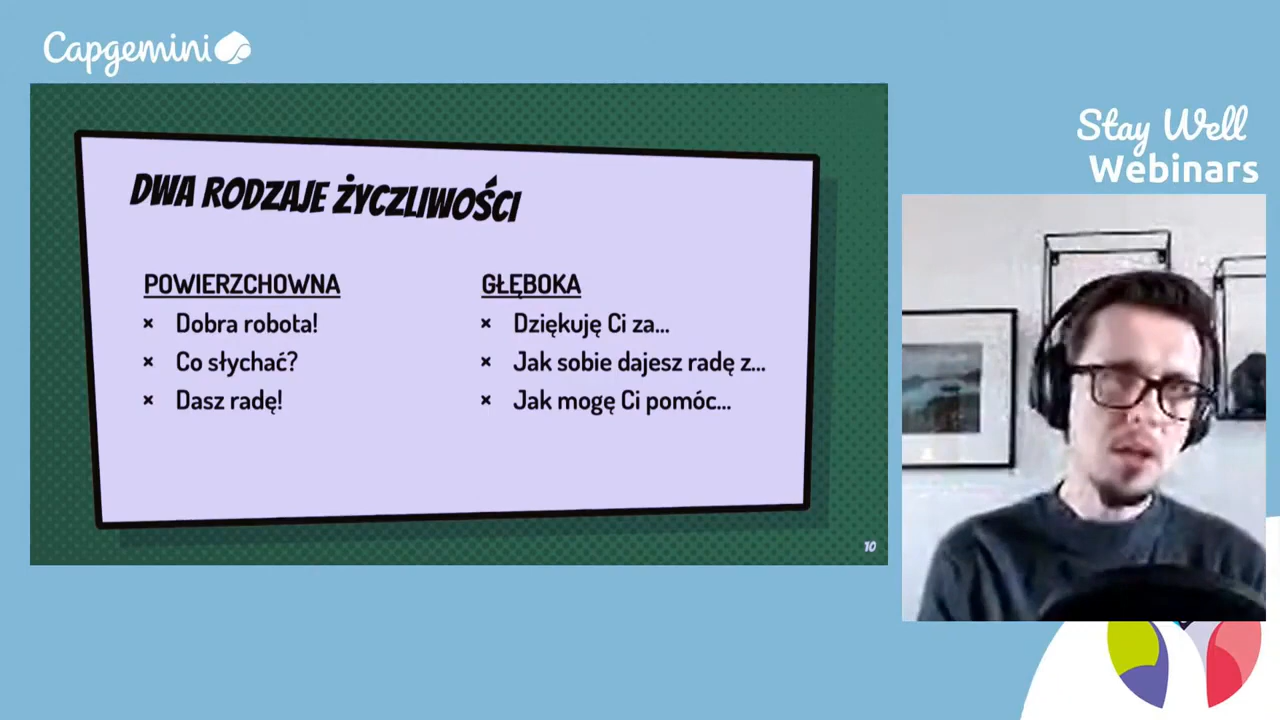 Capgemini
Stay Well
Webinars
DWA RODZAJE ŻYCZLIWOŚCI
POWIERZCHOWNA
× Dobra robota!
× Co słychać?
× Dasz radę!
GŁĘBOKA
× Dziękuję Ci za...
× Jak sobie dajesz radę z...
× Jak mogę Ci pomóc...
10